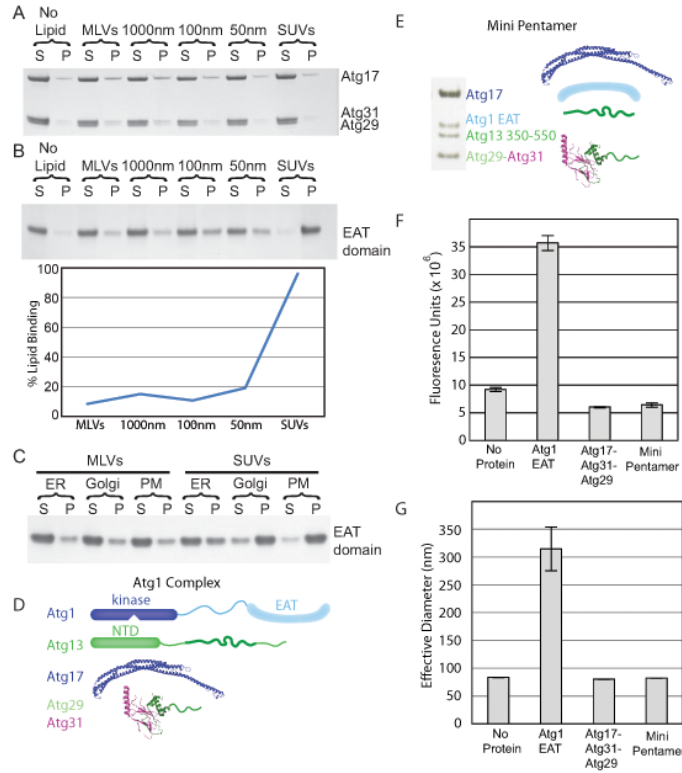 A
No
Lipid MLVs 1000nm 100nm 50nm SUVs
S P S P S P S P S P S P
Atg17
Atg31
Atg29
B
No
Lipid MLVs 1000nm 100nm 50nm SUVs
S P S P S P S P S P S P
EAT
domain
% Lipid Binding
100
80
60
40
20
0
MLVs 1000nm 100nm 50nm SUVs
C
MLVs SUVs
ER Golgi PM ER Golgi PM
S P S P S P S P S P S P
EAT
domain
D
Atg1 Complex
kinase
Atg1
EAT
NTD
Atg13
Atg17
Atg29
Atg31
E
Mini Pentamer
Atg17
Atg1 EAT
Atg13 350-550
Atg29-Atg31
F
Fluoresence Units (x 10⁶)
35
30
25
20
15
10
5
0
No
Protein
Atg1
EAT
Atg17-
Atg31-
Atg29
Mini
Pentamer
G
Effective Diameter (nm)
350
300
250
200
150
100
50
0
No
Protein
Atg1
EAT
Atg17-
Atg31-
Atg29
Mini
Pentamer